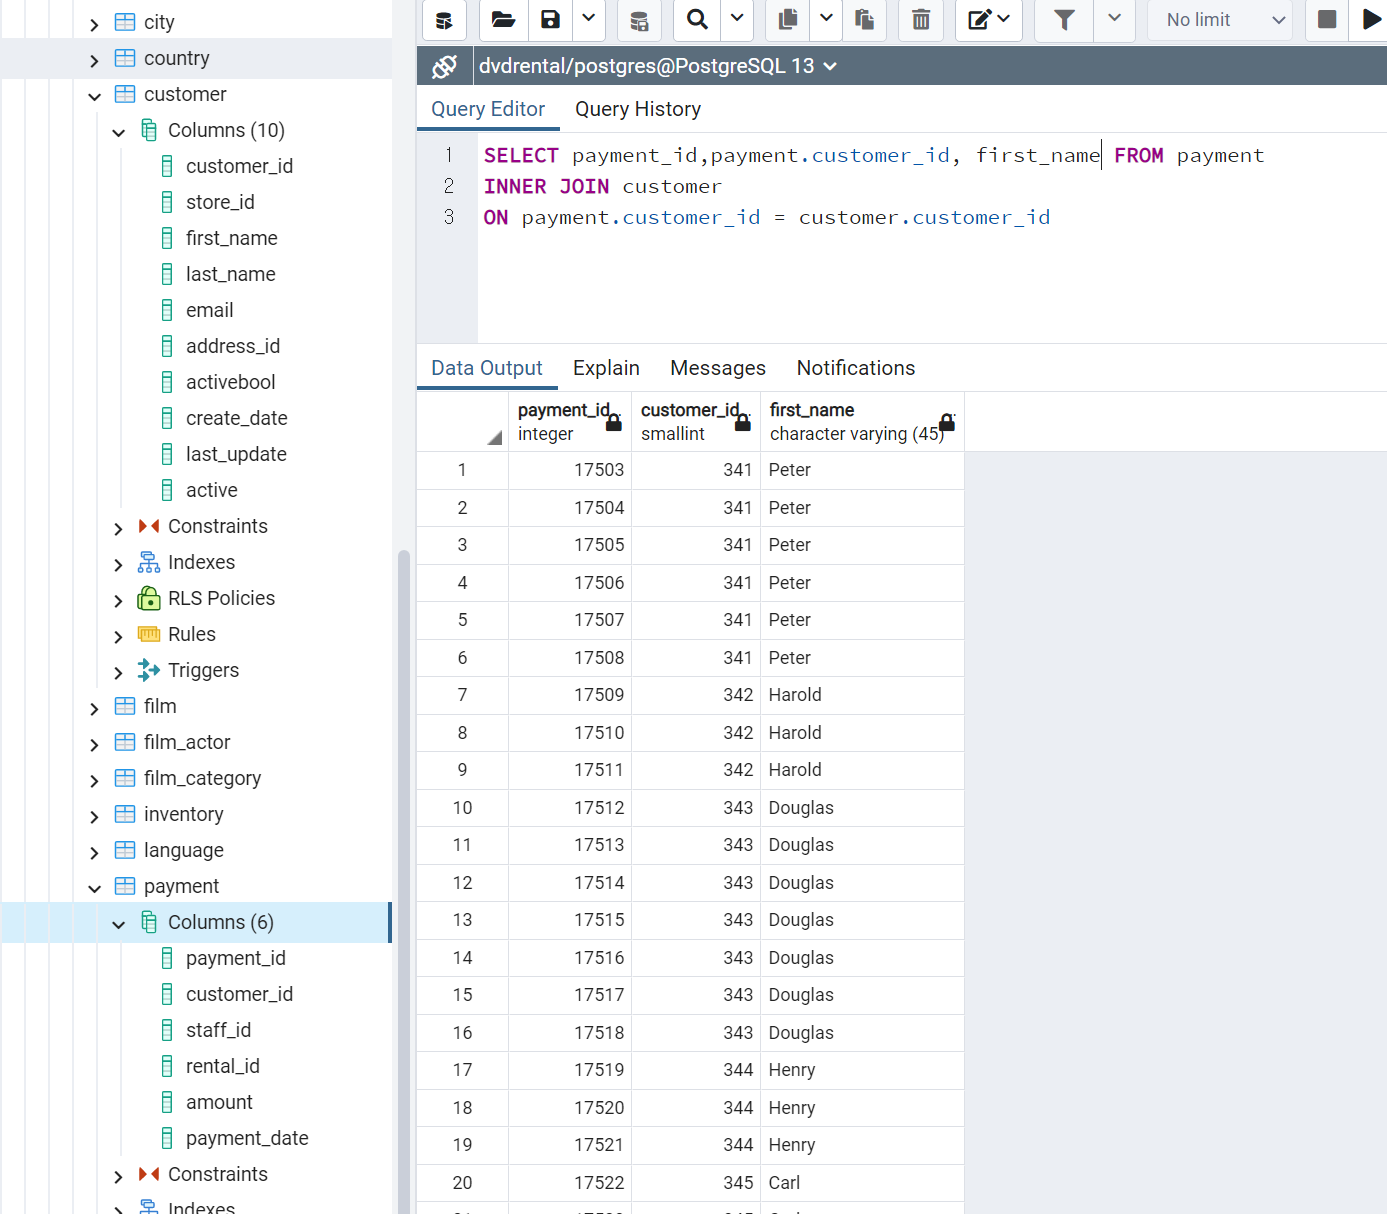 city
country
customer
Columns (10)
customer_id
store_id
first_name
last_name
email
address_id
activebool
create_date
last_update
active
Constraints
Indexes
RLS Policies
Rules
Triggers
film
film_actor
film_category
inventory
language
payment
Columns (6)
payment_id
customer_id
staff_id
rental_id
amount
payment_date
Constraints
Indexes
No limit
dvdrental/postgres@PostgreSQL 13
Query Editor Query History
1 SELECT payment_id,payment.customer_id, first_name FROM payment
2 INNER JOIN customer
3 ON payment.customer_id = customer.customer_id
Data Output Explain Messages Notifications
payment_id customer_id first_name
integer smallint character varying (45)
1 17503 341 Peter
2 17504 341 Peter
3 17505 341 Peter
4 17506 341 Peter
5 17507 341 Peter
6 17508 341 Peter
7 17509 342 Harold
8 17510 342 Harold
9 17511 342 Harold
10 17512 343 Douglas
11 17513 343 Douglas
12 17514 343 Douglas
13 17515 343 Douglas
14 17516 343 Douglas
15 17517 343 Douglas
16 17518 343 Douglas
17 17519 344 Henry
18 17520 344 Henry
19 17521 344 Henry
20 17522 345 Carl